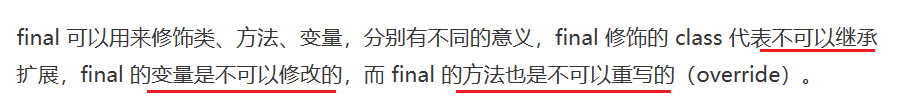 final 可以用来修饰类、方法、变量，分别有不同的意义，final 修饰的 class 代表不可以继承
扩展，final 的变量是不可以修改的，而 final 的方法也是不可以重写的（override）。